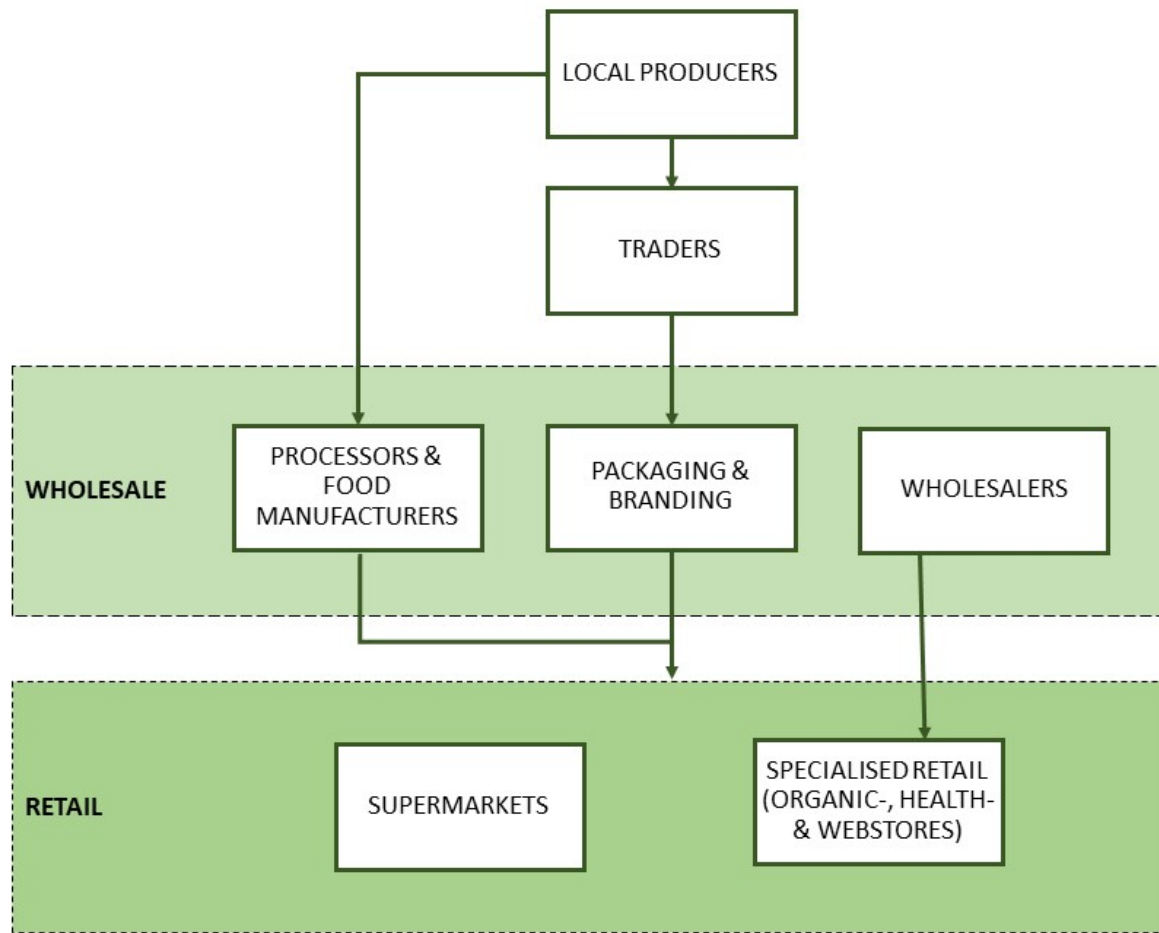 LOCAL PRODUCERS
TRADERS
WHOLESALE
PROCESSORS &
FOOD
MANUFACTURERS
PACKAGING &
BRANDING
WHOLESALERS
RETAIL
SUPERMARKETS
SPECIALISED RETAIL
(ORGANIC-, HEALTH-
& WEBSTORES)